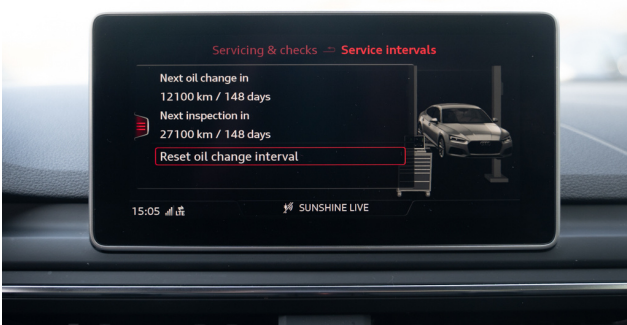 Servicing & checks Service intervals
Next oil change in
12100 km / 148 days
Next inspection in
27100 km / 148 days
Reset oil change interval
15:05 LTE SUNSHINE LIVE